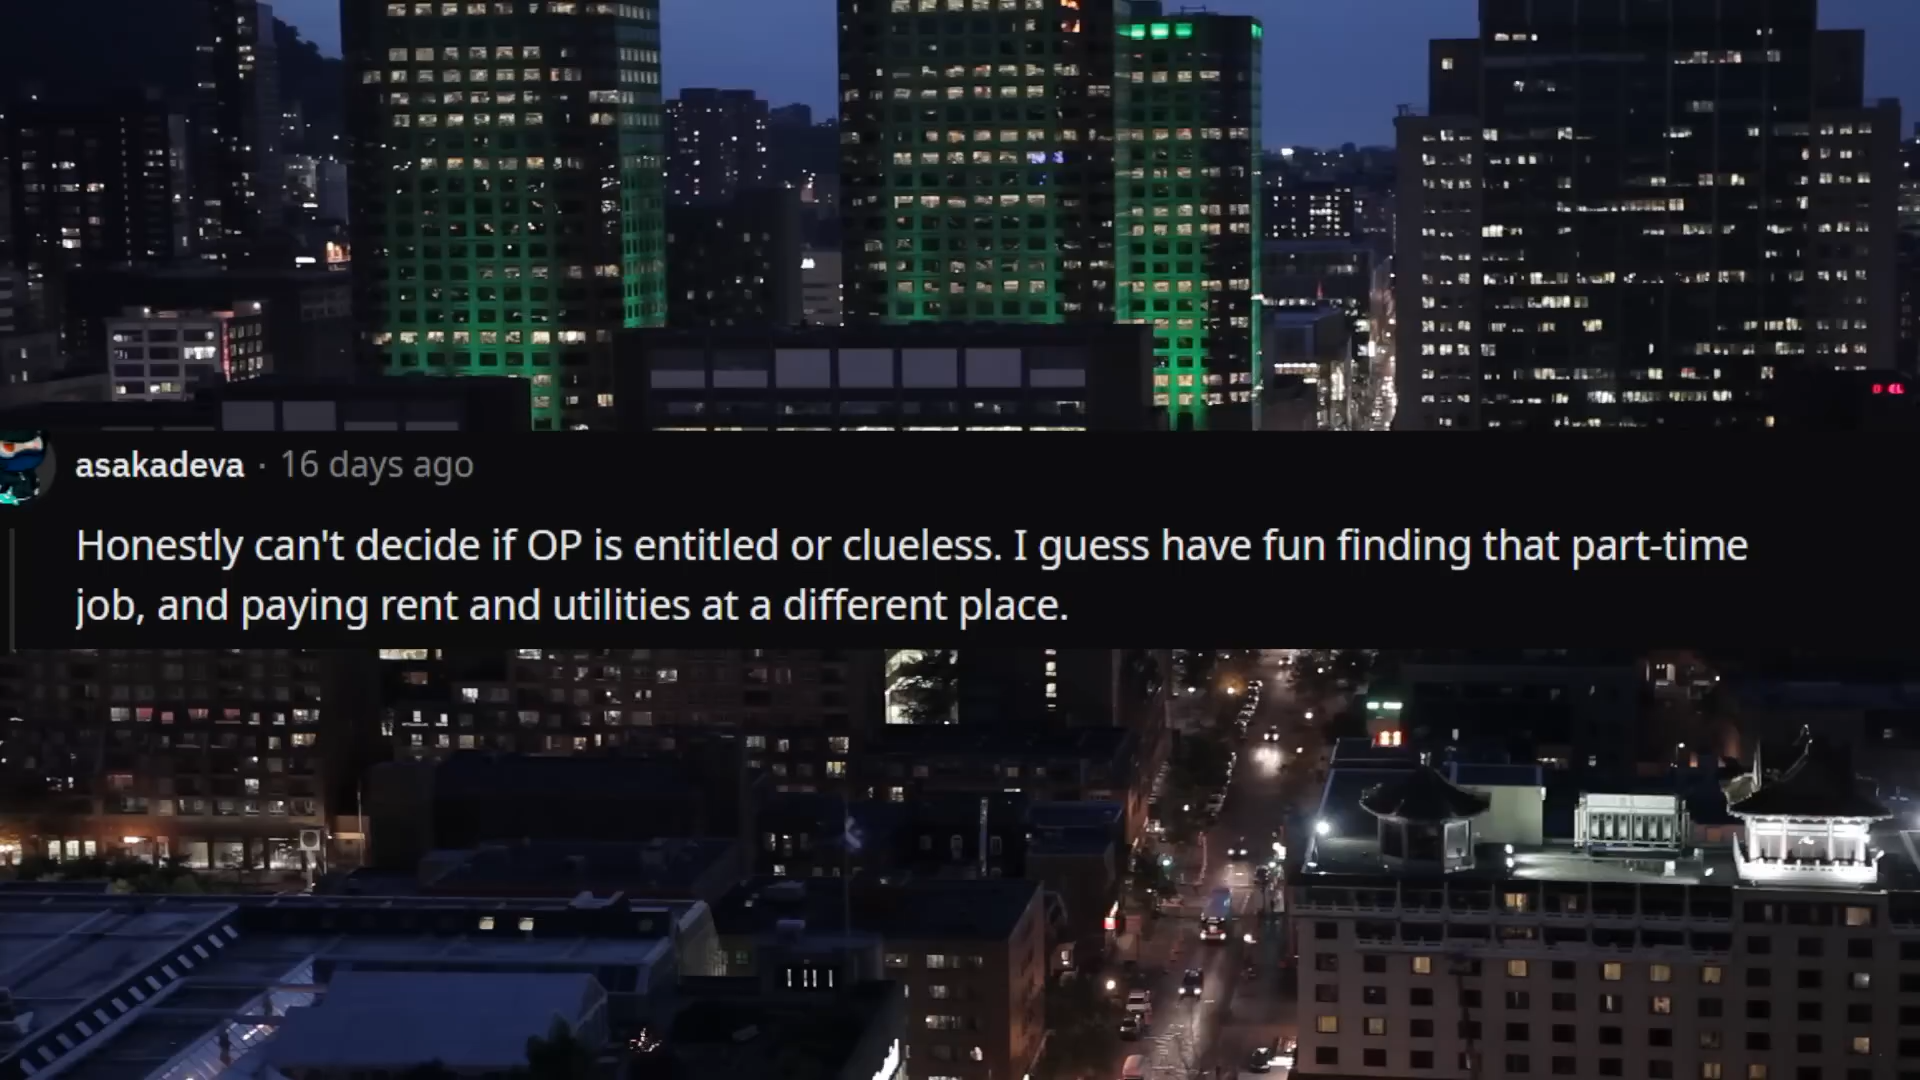 asakadeva · 16 days ago
Honestly can't decide if OP is entitled or clueless. I guess have fun finding that part-time
job, and paying rent and utilities at a different place.